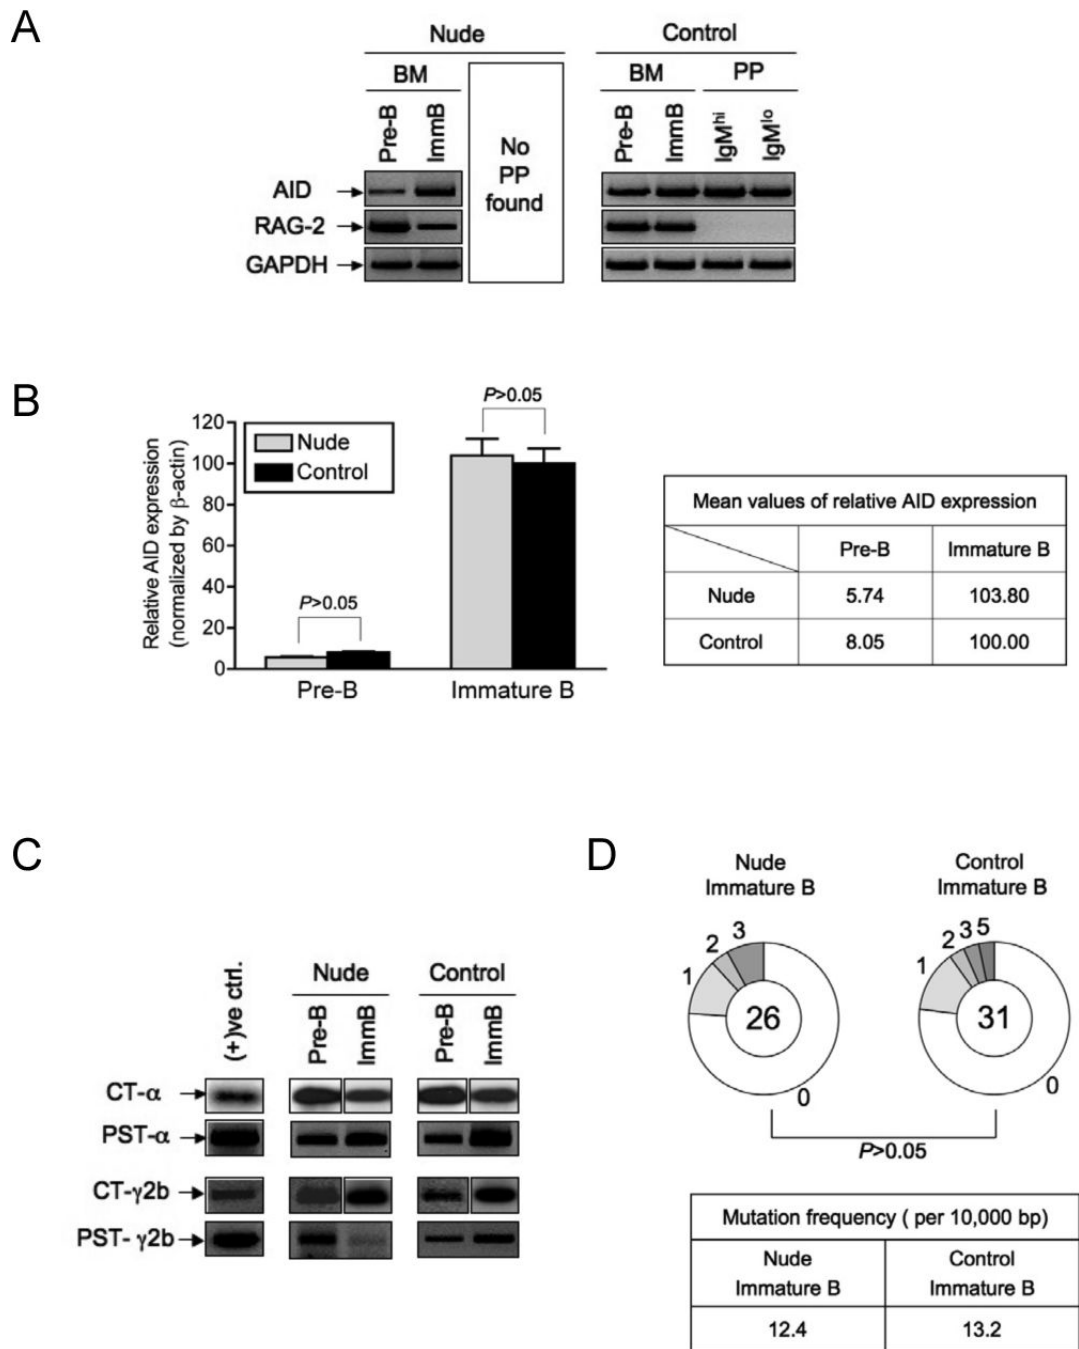 A
Nude
Control
BM
BM
PP
Pre-B
ImmB
No
PP
found
Pre-B
ImmB
IgMhi
IgMlo
AID
RAG-2
GAPDH
B
P>0.05
P>0.05
Relative AID expression
(normalized by β-actin)
120
100
80
60
40
20
0
Nude
Control
Pre-B
Immature B
Mean values of relative AID expression
Pre-B Immature B
Nude 5.74 103.80
Control 8.05 100.00
C
(+)ve ctrl.
Nude
Control
Pre-B
ImmB
Pre-B
ImmB
CT-α
PST-α
CT-γ2b
PST- γ2b
D
Nude
Immature B
Control
Immature B
1
2
3
26
0
1
2
3
5
31
0
P>0.05
Mutation frequency ( per 10,000 bp)
Nude
Immature B
Control
Immature B
12.4 13.2